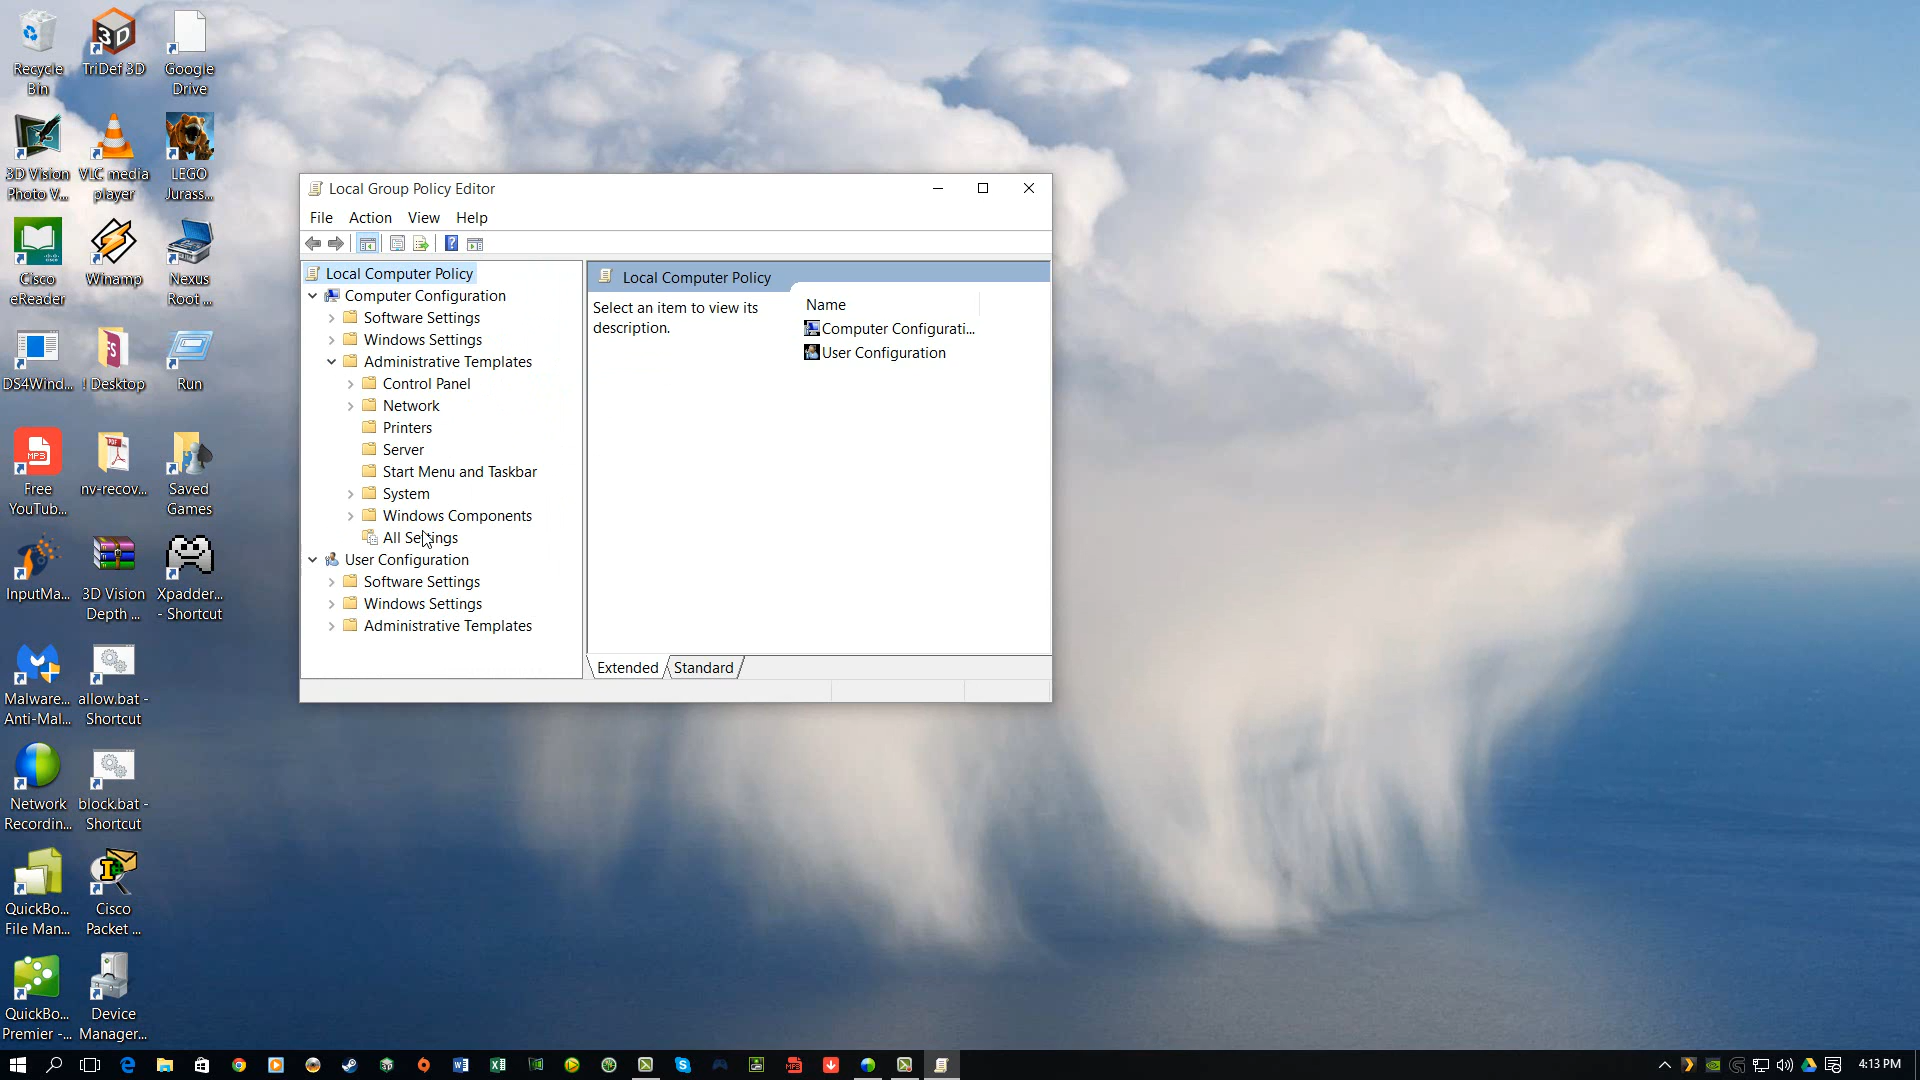 Recycle
Bin
TriDef 3D
Google
Drive
3D Vision
Photo V...
VLC media
player
LEGO
Jurass...
Cisco
eReader
Winamp
Nexus
Root ...
DS4Wind...
! Desktop
Run
Free
YouTub...
nv-recov...
Saved
Games
InputMa...
3D Vision
Depth ...
Xpadder...
- Shortcut
Malware...
Anti-Mal...
allow.bat -
Shortcut
Network
Recordin...
block.bat -
Shortcut
QuickBo...
File Man...
Cisco
Packet ...
QuickBo...
Premier -...
Device
Manager...
Local Group Policy Editor
File Action View Help
Local Computer Policy
Computer Configuration
Software Settings
Windows Settings
Administrative Templates
Control Panel
Network
Printers
Server
Start Menu and Taskbar
System
Windows Components
All Settings
User Configuration
Software Settings
Windows Settings
Administrative Templates
Local Computer Policy
Select an item to view its
description.
Name
Computer Configurati...
User Configuration
Extended Standard
4:13 PM